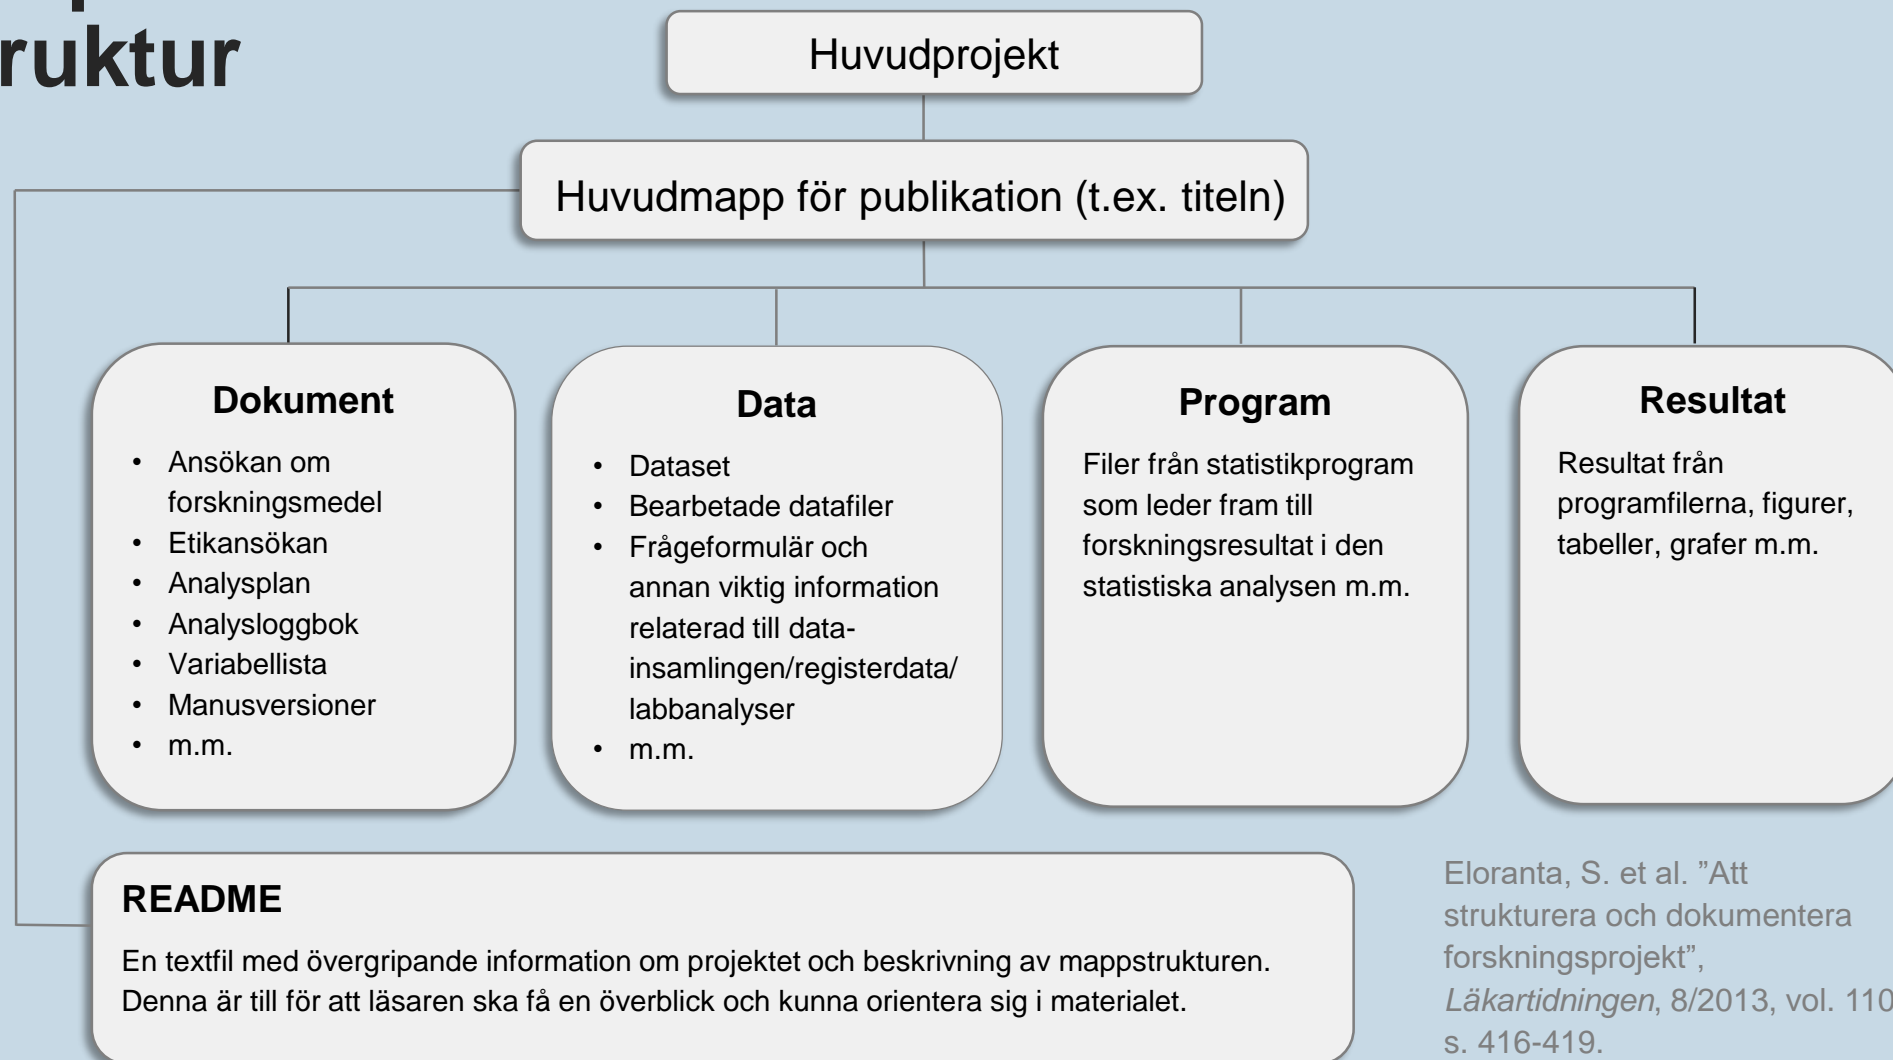 ruktur
Huvudprojekt
Huvudmapp för publikation (t.ex. titeln)
Dokument
• Ansökan om
forskningsmedel
• Etikansökan
• Analysplan
• Analysloggbok
• Variabellista
• Manusversioner
• m.m.
Data
• Dataset
• Bearbetade datafiler
• Frågeformulär och
annan viktig information
relaterad till data-
insamlingen/registerdata/
labbanalyser
• m.m.
Program
Filer från statistikprogram
som leder fram till
forskningsresultat i den
statistiska analysen m.m.
Resultat
Resultat från
programfilerna, figurer,
tabeller, grafer m.m.
README
En textfil med övergripande information om projektet och beskrivning av mappstrukturen.
Denna är till för att läsaren ska få en överblick och kunna orientera sig i materialet.
Eloranta, S. et al. ”Att
strukturera och dokumentera
forskningsprojekt”,
Läkartidningen, 8/2013, vol. 110
s. 416-419.